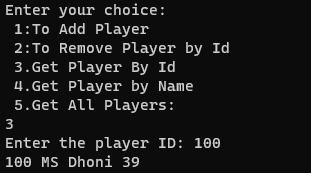 Enter your choice:
1:To Add Player
2:To Remove Player by Id
3.Get Player By Id
4.Get Player by Name
5.Get All Players:
3
Enter the player ID: 100
100 MS Dhoni 39